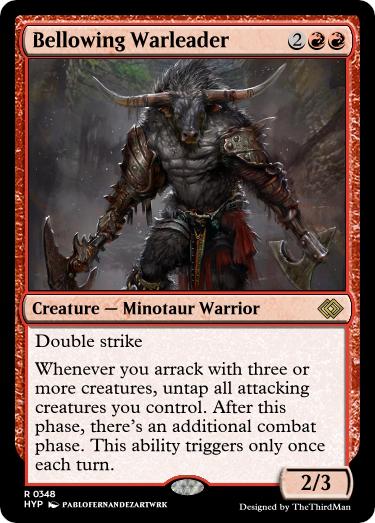 Bellowing Warleader 2
Creature — Minotaur Warrior
Double strike
Whenever you arrack with three or
more creatures, untap all attacking
creatures you control. After this
phase, there's an additional combat
phase. This ability triggers only once
each turn.
2/3
R 0348
HYP PABLOFERNANDEZARTWRK
Designed by TheThirdMan